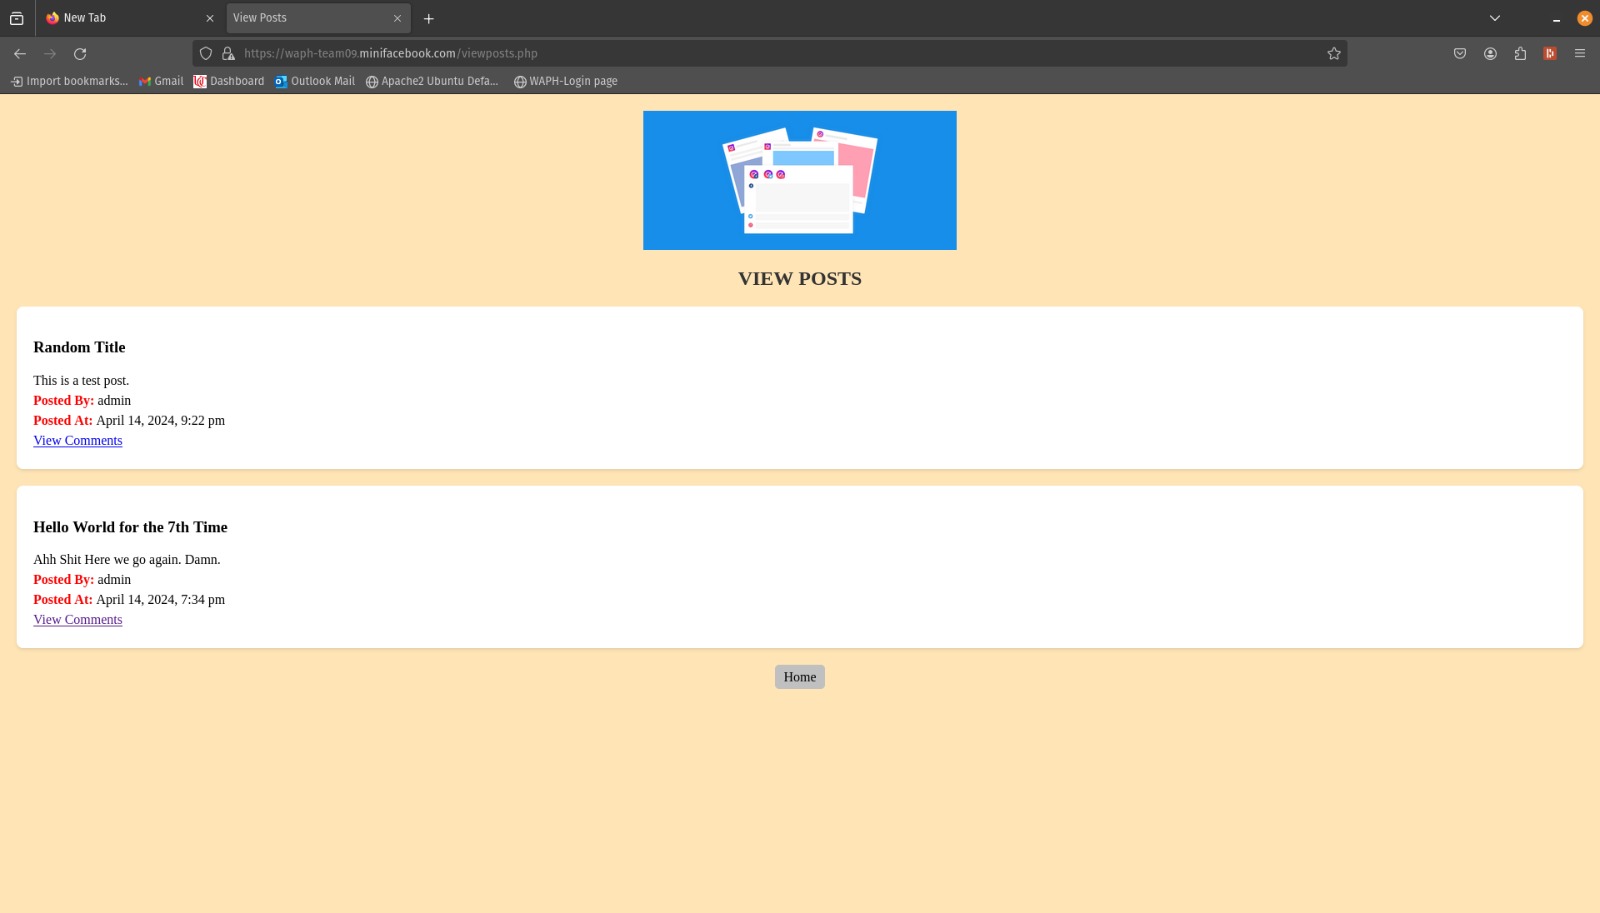 New Tab
View Posts
https://waph-team09.minifacebook.com/viewposts.php
Import bookmarks... Gmail Dashboard Outlook Mail Apache2 Ubuntu Defa... WAPH-Login page
VIEW POSTS
Random Title
This is a test post.
Posted By: admin
Posted At: April 14, 2024, 9:22 pm
View Comments
Hello World for the 7th Time
Ahh Shit Here we go again. Damn.
Posted By: admin
Posted At: April 14, 2024, 7:34 pm
View Comments
Home